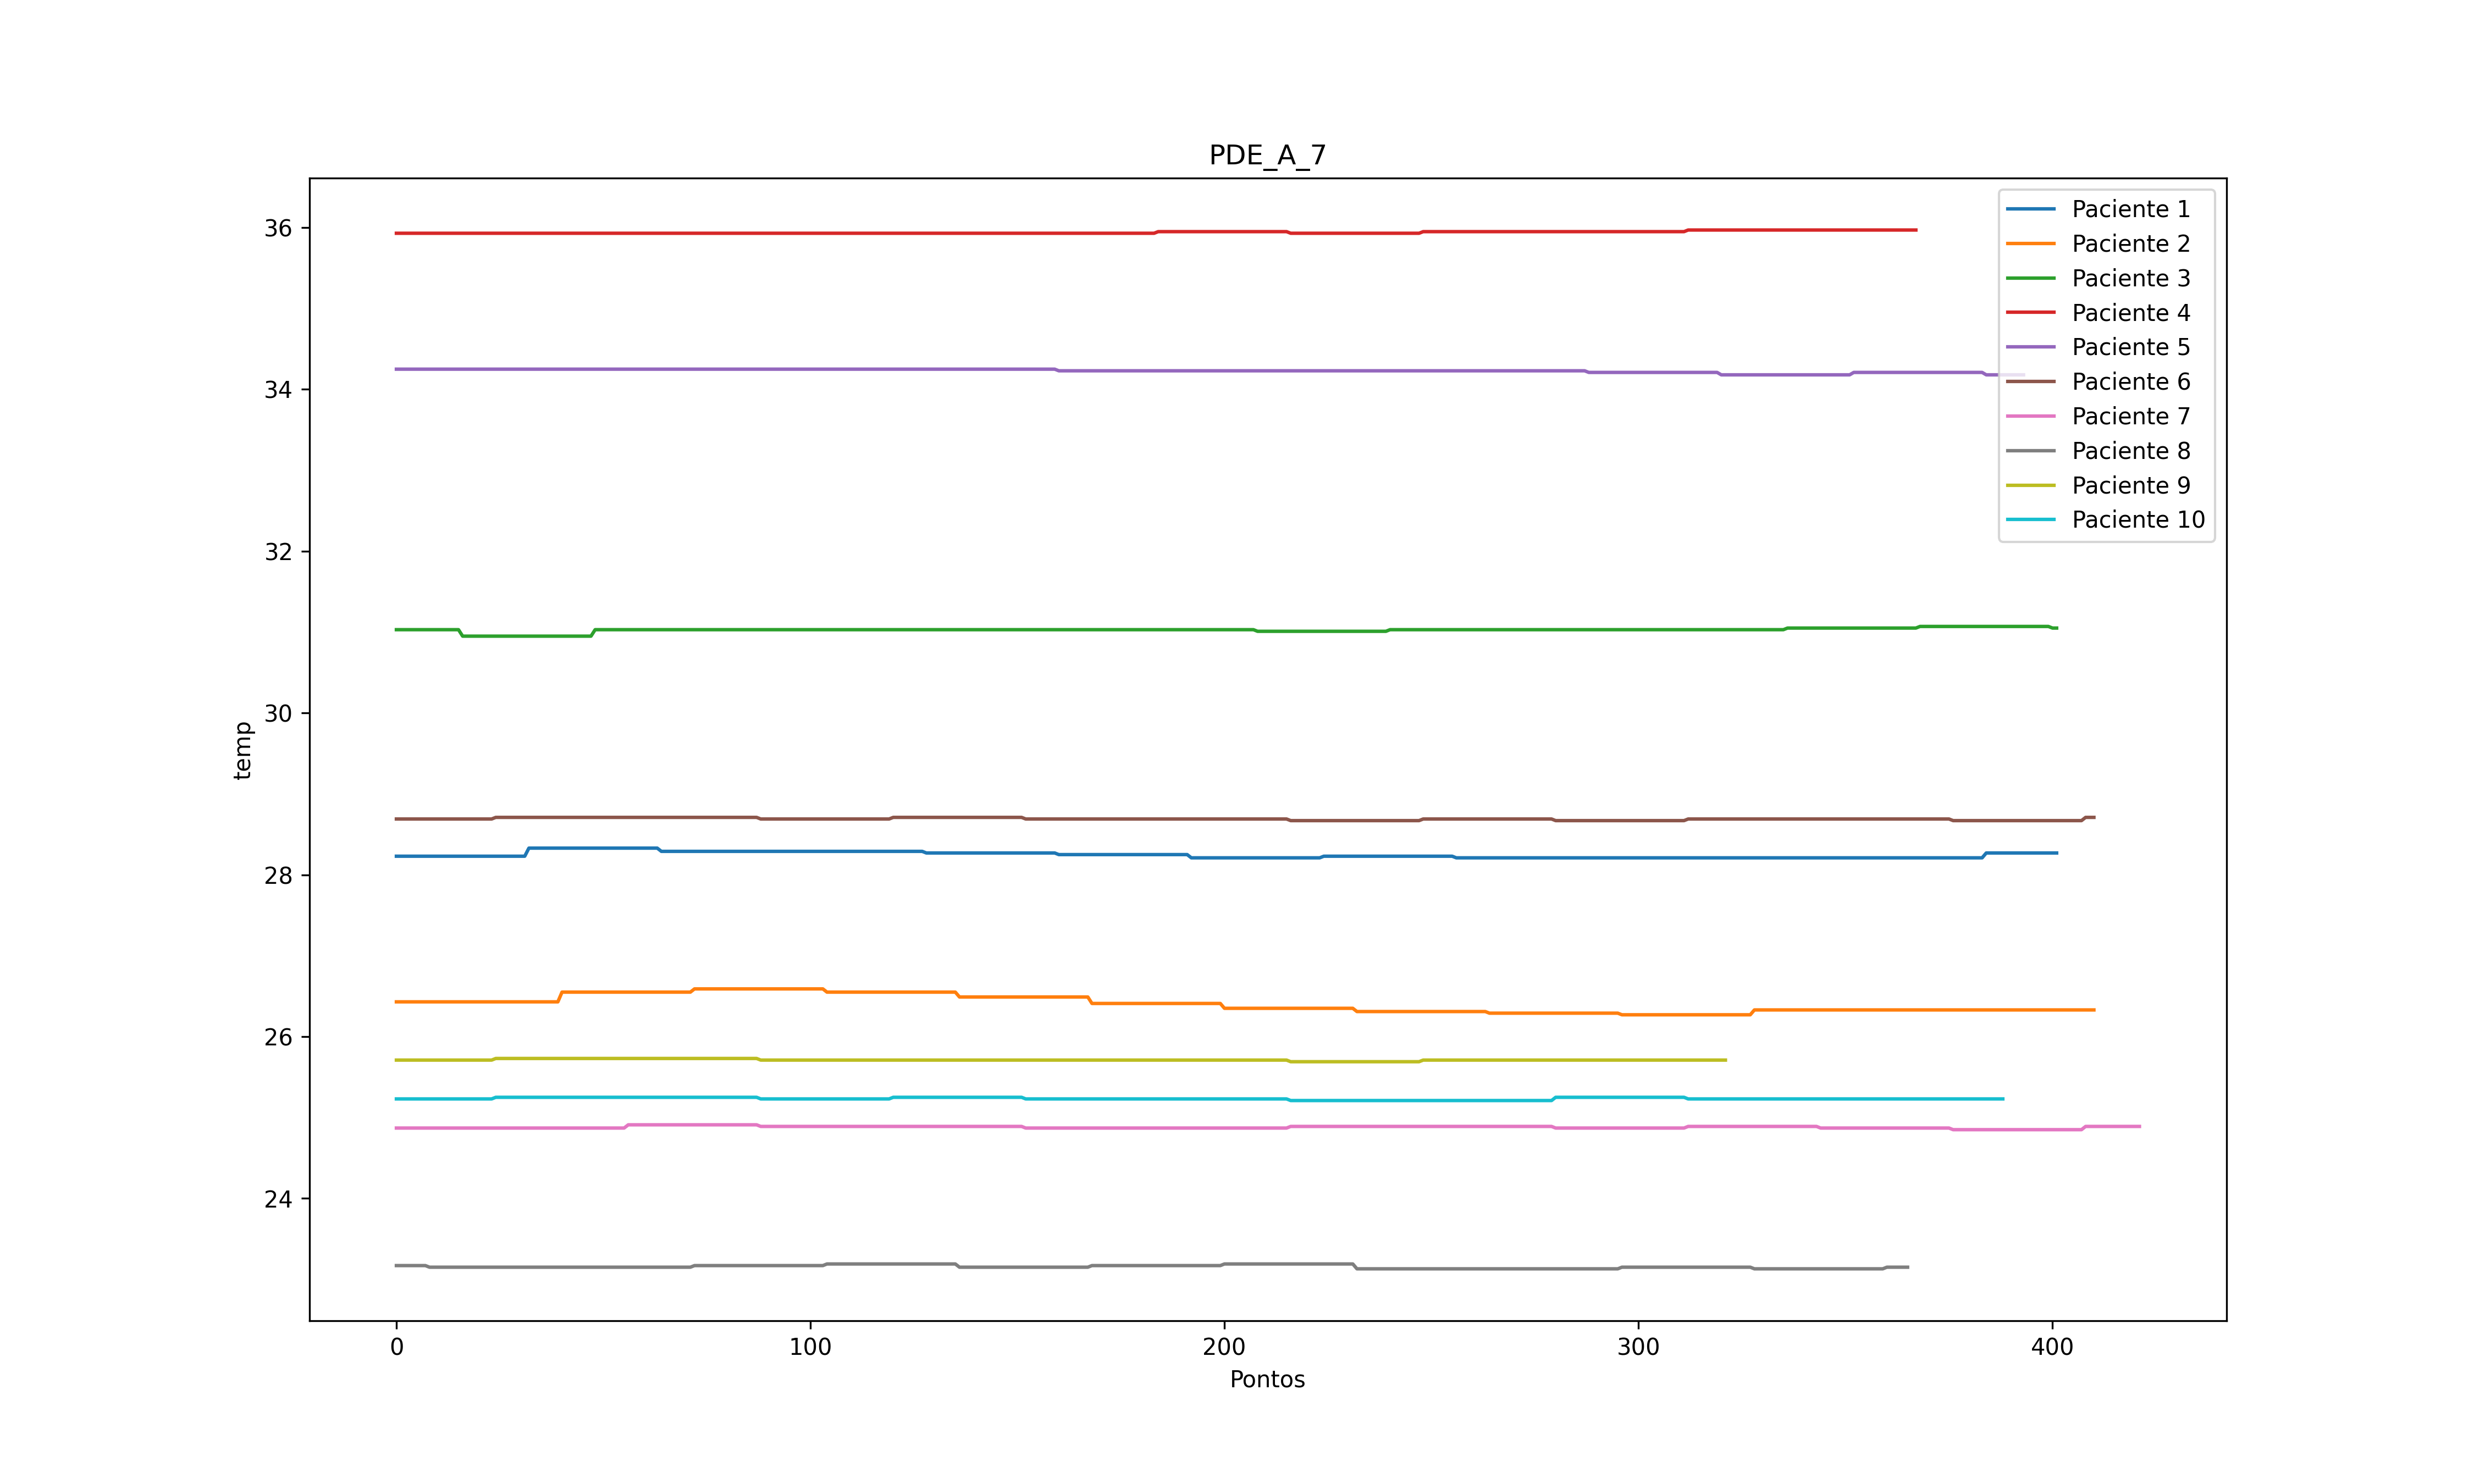 PDE_A_7
36
34
32
30
28
26
24
temp
Paciente 1
Paciente 2
Paciente 3
Paciente 4
Paciente 5
Paciente 6
Paciente 7
Paciente 8
Paciente 9
Paciente 10
0 100 200 300 400
Pontos